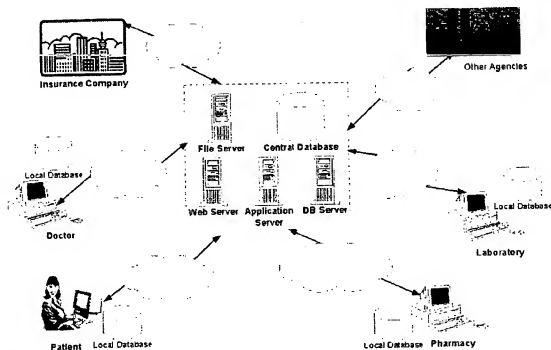 Insurance Company
Other Agencies
File Server
Central Database
Local Database
Doctor
Web Server
Application
Server
DB Server
Local Database
Laboratory
Patient
Local Database
Local Database
Pharmacy